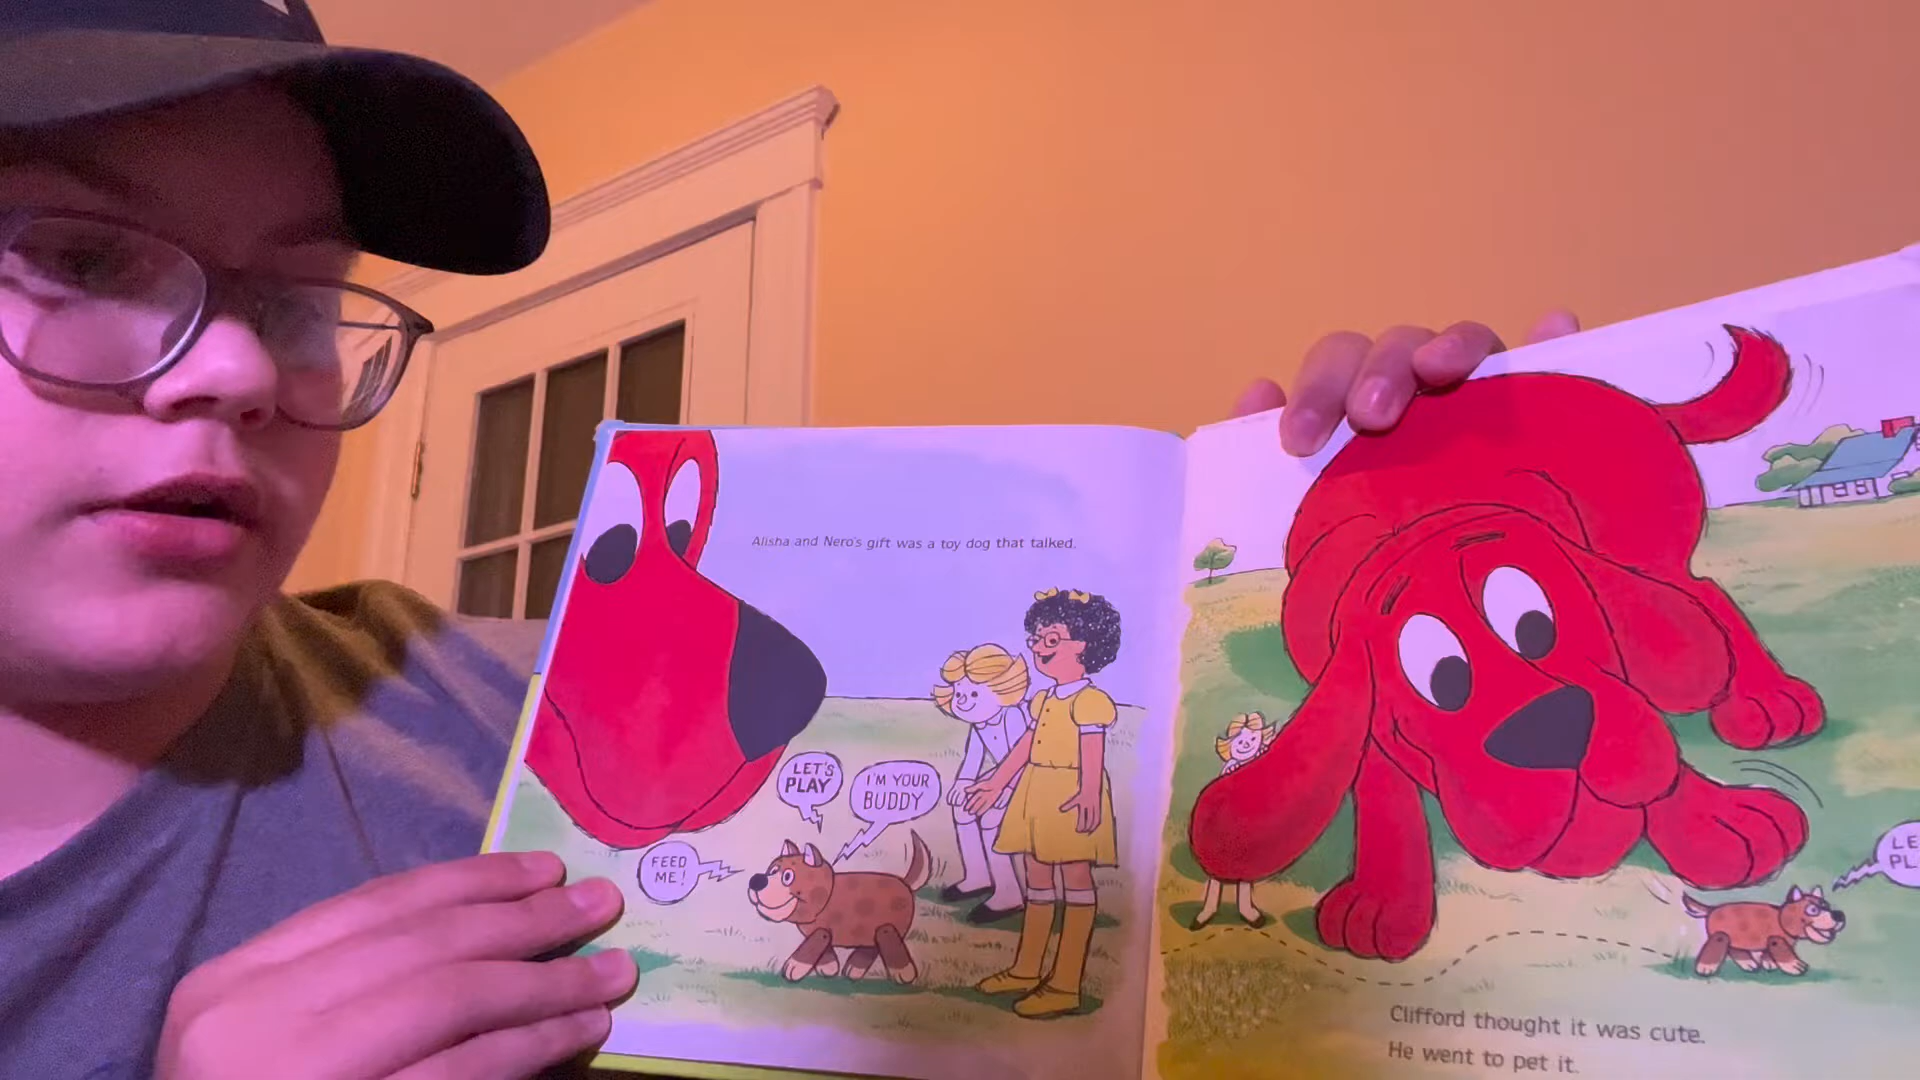 Alisha and Nero's gift was a toy dog that talked.
LET'S
PLAY
I'M YOUR
BUDDY
FEED
ME!
Clifford thought it was cute.
He went to pet it.